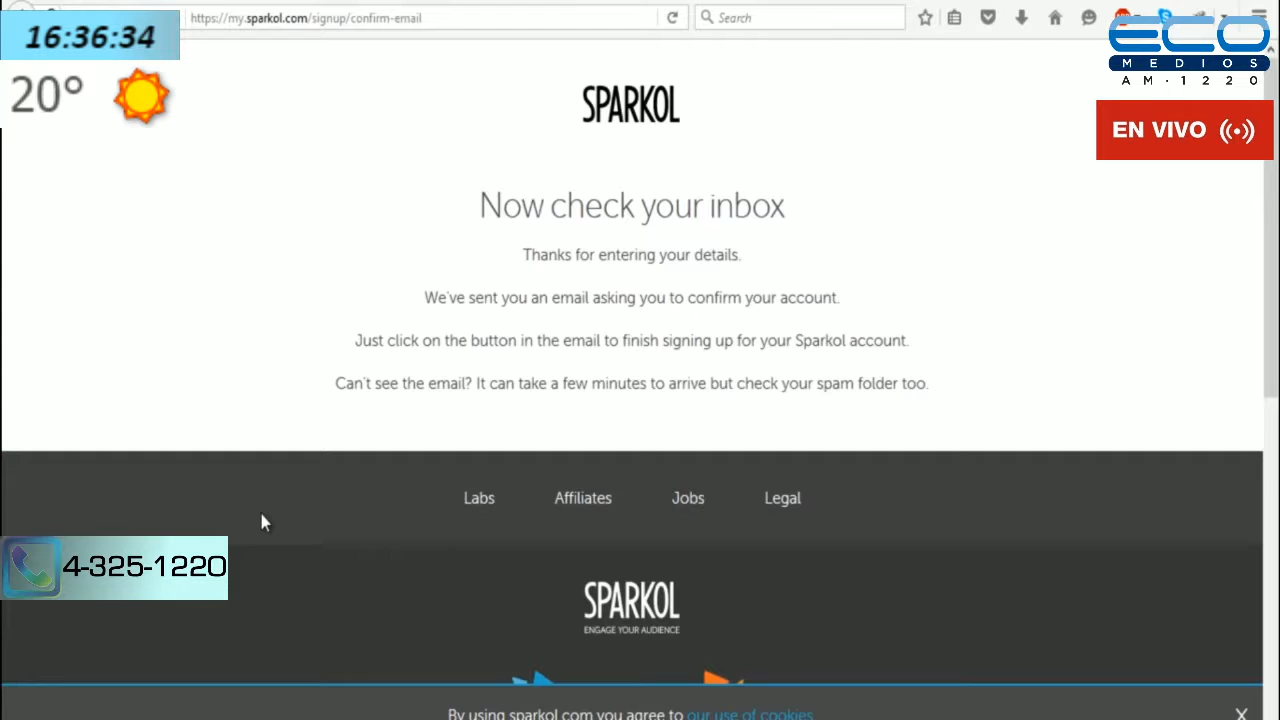 https://my.sparkol.com/signup/confirm-email
Search
16:36:34
20°
ECO
MEDIOS
AM·1220
EN VIVO
SPARKOL
Now check your inbox
Thanks for entering your details.
We've sent you an email asking you to confirm your account.
Just click on the button in the email to finish signing up for your Sparkol account.
Can't see the email? It can take a few minutes to arrive but check your spam folder too.
Labs Affiliates Jobs Legal
4-325-1220
SPARKOL
ENGAGE YOUR AUDIENCE
By using sparkol.com you agree to our use of cookies
X